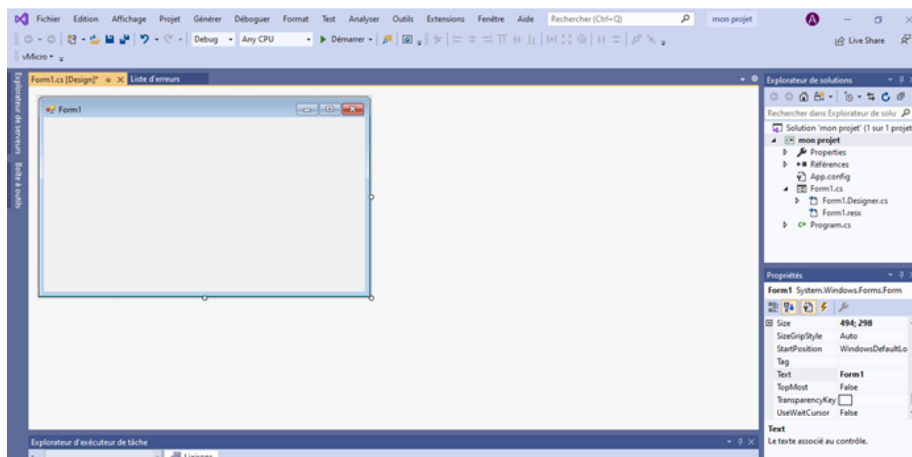 Fichier Edition Affichage Projet Générer Déboguer Format Test Analyser Outils Extensions Fenêtre Aide Rechercher (Ctrl+Q) mon projet A
Debug Any CPU Démarrer Live Share
vMicro
Form1.cs [Design]* Liste d'erreurs
Explorateur de serveurs
Boîte à outils
Form1
Explorateur de solutions
Rechercher dans Explorateur de solu
Solution 'mon projet' (1 sur 1 projet
mon projet
Properties
Références
App.config
Form1.cs
Form1.Designer.cs
Form1.resx
C# Program.cs
Propriétés
Form1 System.Windows.Forms.Form
Size 494; 298
SizeGripStyle Auto
StartPosition WindowsDefaultLo
Tag
Text Form1
TopMost False
TransparencyKey
UseWaitCursor False
Text
Le texte associé au contrôle.
Explorateur d'exécuteur de tâche
Liaisons